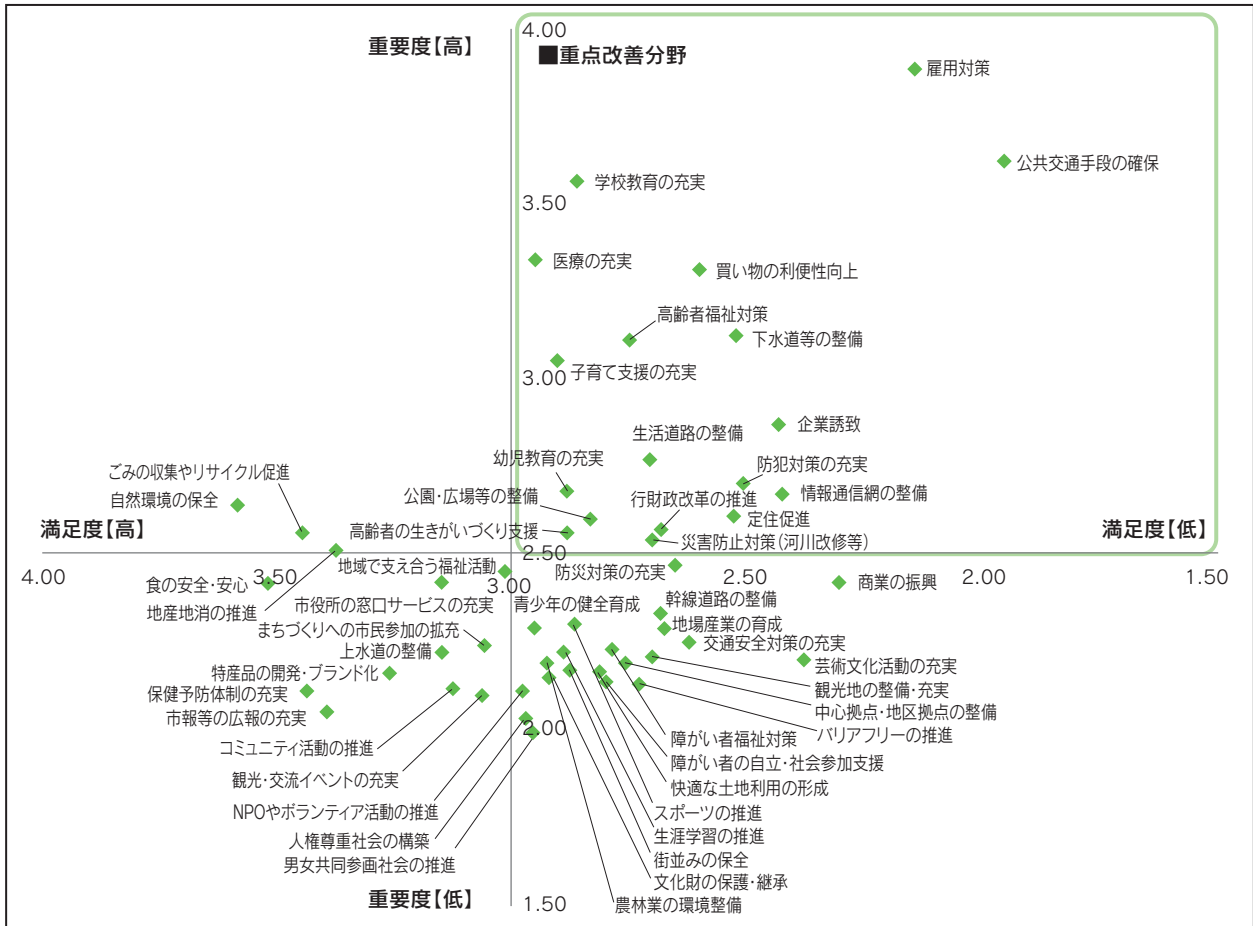 4.00
重要度【高】
■重点改善分野
雇用対策
公共交通手段の確保
学校教育の充実
3.50
医療の充実
買い物の利便性向上
高齢者福祉対策
下水道等の整備
子育て支援の充実
3.00
企業誘致
生活道路の整備
幼児教育の充実
防犯対策の充実
ごみの収集やリサイクル促進
自然環境の保全
公園・広場等の整備
行財政改革の推進
情報通信網の整備
定住促進
満足度【高】
高齢者の生きがいづくり支援
災害防止対策(河川改修等)
満足度【低】
2.50
4.00
3.50
3.00
2.50
2.00
1.50
地域で支え合う福祉活動
防災対策の充実
食の安全・安心
商業の振興
地産地消の推進
市役所の窓口サービスの充実
青少年の健全育成
幹線道路の整備
地場産業の育成
まちづくりへの市民参加の拡充
交通安全対策の充実
上水道の整備
芸術文化活動の充実
特産品の開発・ブランド化
観光地の整備・充実
保健予防体制の充実
中心拠点・地区拠点の整備
市報等の広報の充実
2.00
バリアフリーの推進
コミュニティ活動の推進
障がい者福祉対策
障がい者の自立・社会参加支援
観光・交流イベントの充実
快適な土地利用の形成
NPOやボランティア活動の推進
スポーツの推進
人権尊重社会の構築
生涯学習の推進
男女共同参画社会の推進
街並みの保全
文化財の保護・継承
重要度【低】
1.50
農林業の環境整備